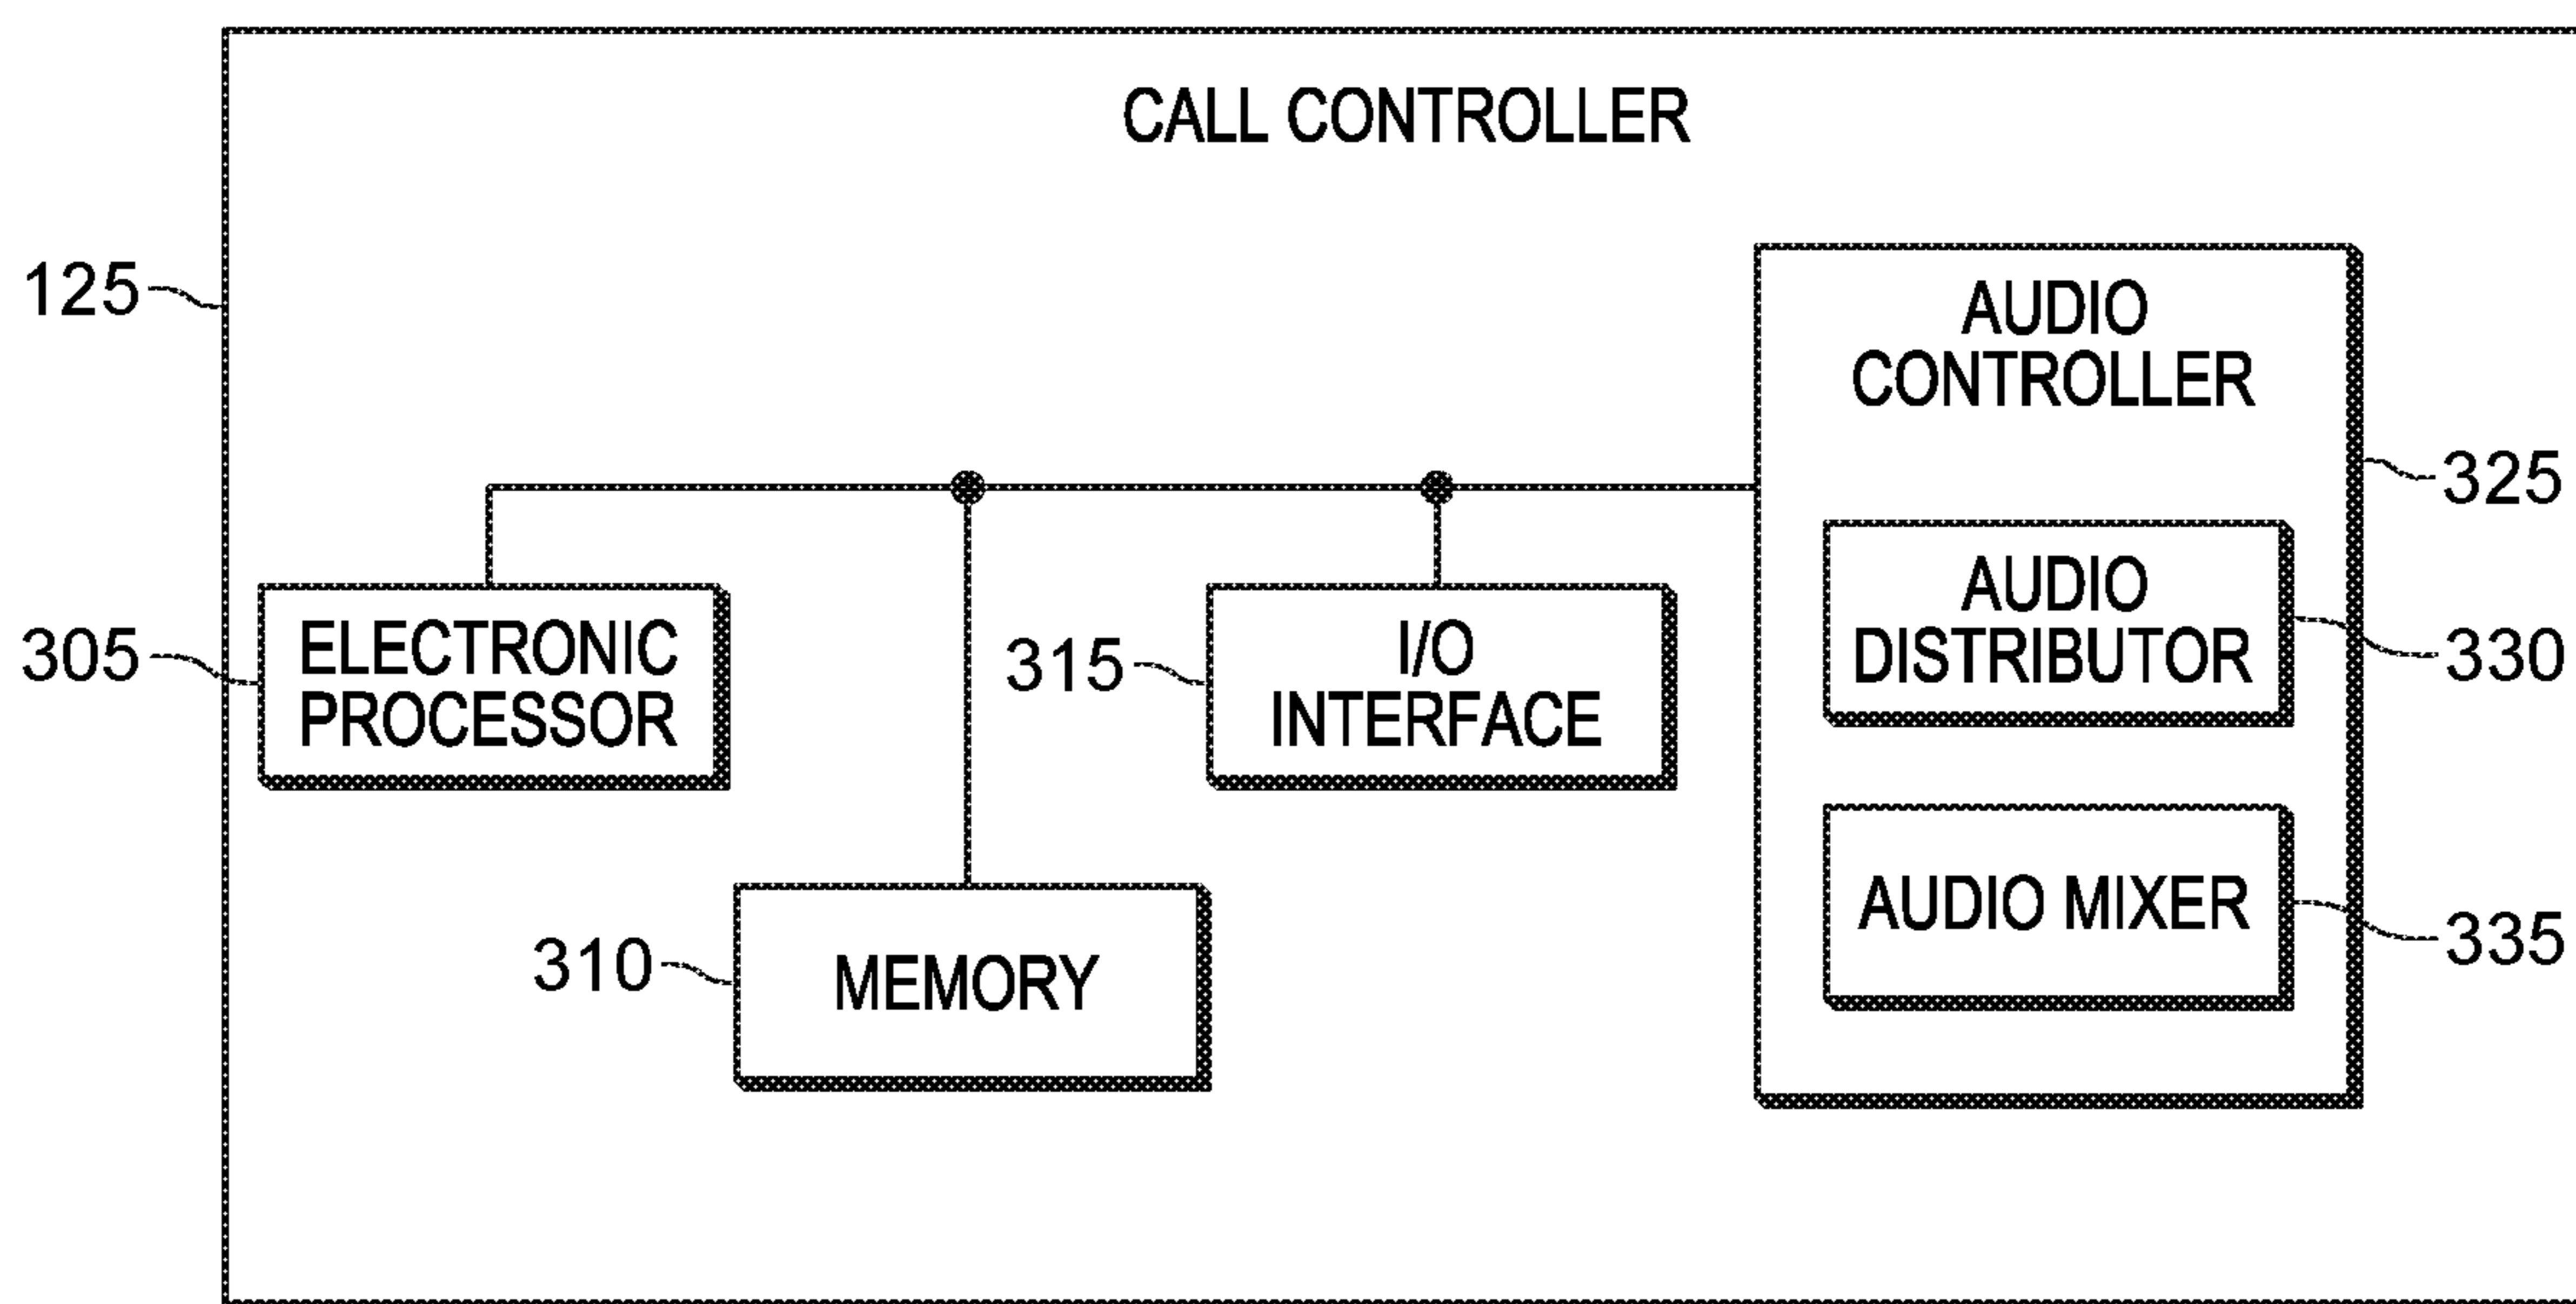 CALL CONTROLLER
125
AUDIO
CONTROLLER
325
AUDIO
DISTRIBUTOR
330
ELECTRONIC
PROCESSOR
305
315
I/O
INTERFACE
AUDIO MIXER
335
310
MEMORY